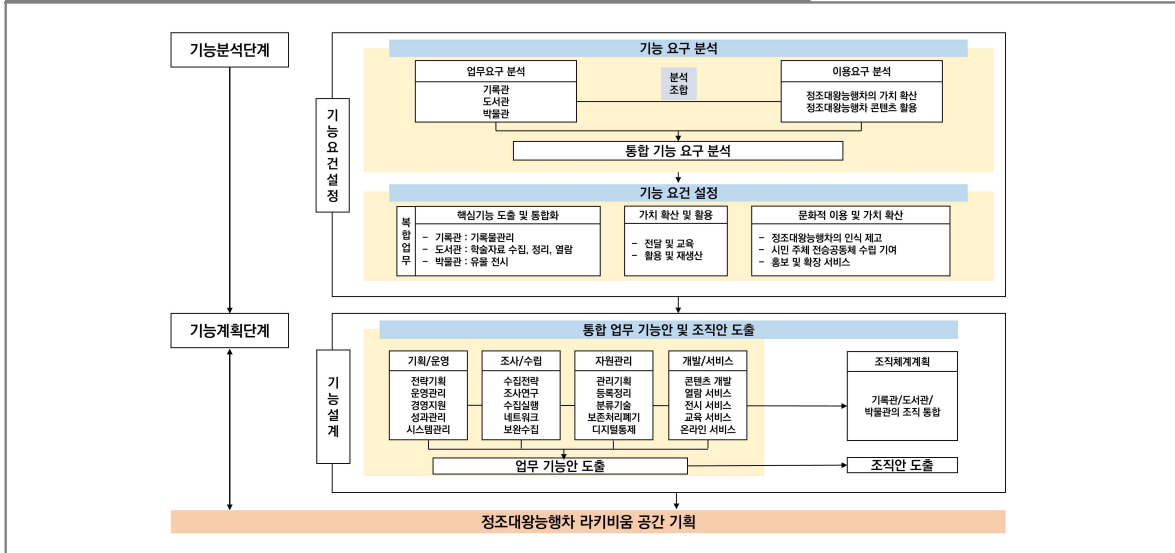 기능분석단계
기능요건설정
기능 요구 분석
업무요구 분석
기록관
도서관
박물관
분석
조합
이용요구 분석
정조대왕능행차의 가치 확산
정조대왕능행차 콘텐츠 활용
통합 기능 요구 분석
기능 요건 설정
복합업무
핵심기능 도출 및 통합화
- 기록관 : 기록물관리
- 도서관 : 학술자료 수집, 정리, 열람
- 박물관 : 유물 전시
가치 확산 및 활용
- 전달 및 교육
- 활용 및 재생산
문화적 이용 및 가치 확산
- 정조대왕능행차의 인식 제고
- 시민 주체 전승공동체 수립 기여
- 홍보 및 확장 서비스
기능계획단계
기능설계
통합 업무 기능안 및 조직안 도출
기획/운영
전략기획
운영관리
경영지원
성과관리
시스템관리
조사/수립
수집전략
조사연구
수집실행
네트워크
보완수집
자원관리
관리기획
등록정리
분류기술
보존처리폐기
디지털통제
개발/서비스
콘텐츠 개발
열람 서비스
전시 서비스
교육 서비스
온라인 서비스
조직체계계획
기록관/도서관/
박물관의 조직 통합
업무 기능안 도출
조직안 도출
정조대왕능행차 라키비움 공간 기획